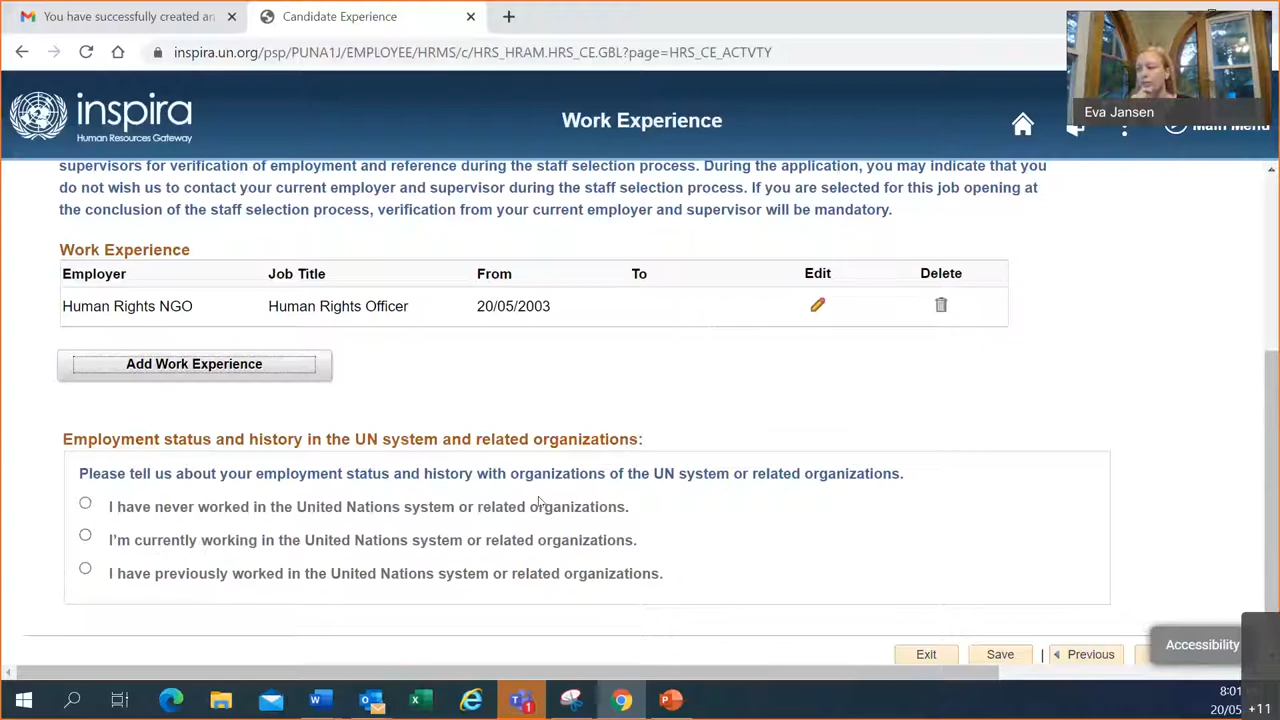 You have successfully created an
Candidate Experience
inspira.un.org/psp/PUNA1J/EMPLOYEE/HRMS/c/HRS_HRAM.HRS_CE.GBL?page=HRS_CE_ACTVTY
Eva Jansen
inspira
Human Resources Gateway
Work Experience
Main Menu
supervisors for verification of employment and reference during the staff selection process. During the application, you may indicate that you
do not wish us to contact your current employer and supervisor during the staff selection process. If you are selected for this job opening at
the conclusion of the staff selection process, verification from your current employer and supervisor will be mandatory.
Work Experience
Employer Job Title From To Edit Delete
Human Rights NGO Human Rights Officer 20/05/2003
Add Work Experience
Employment status and history in the UN system and related organizations:
Please tell us about your employment status and history with organizations of the UN system or related organizations.
I have never worked in the United Nations system or related organizations.
I'm currently working in the United Nations system or related organizations.
I have previously worked in the United Nations system or related organizations.
Exit Save | Previous
Accessibility
8:01
20/05
+11